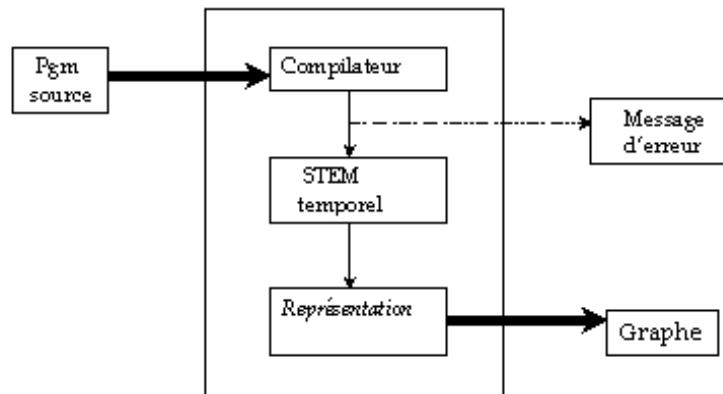 Pgm
source
Compilateur
Message
d'erreur
STEM
temporel
Représentation
Graphe